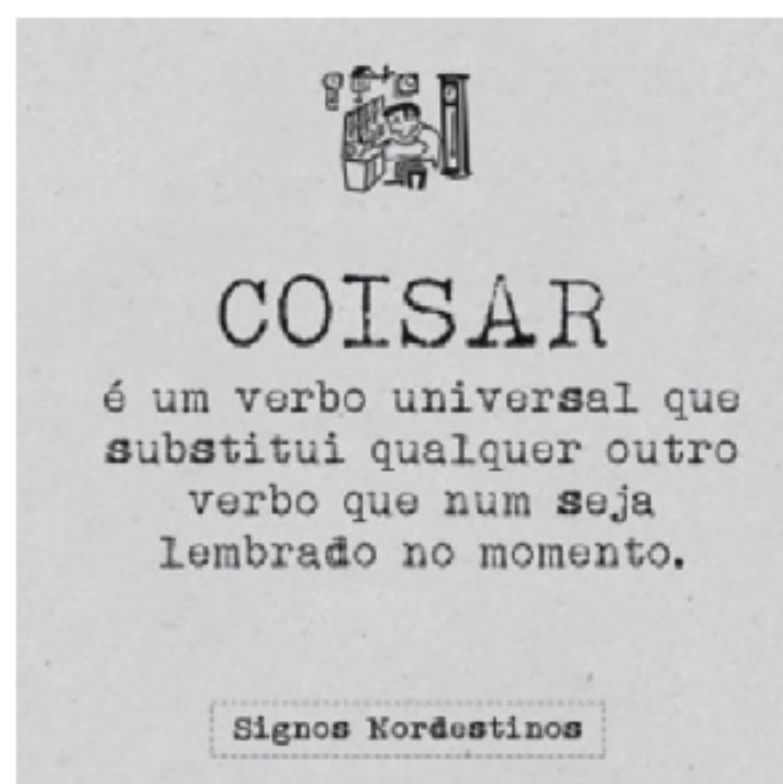 COISAR
é um verbo universal que
substitui qualquer outro
verbo que num seja
lembrado no momento.
Signos Nordestinos